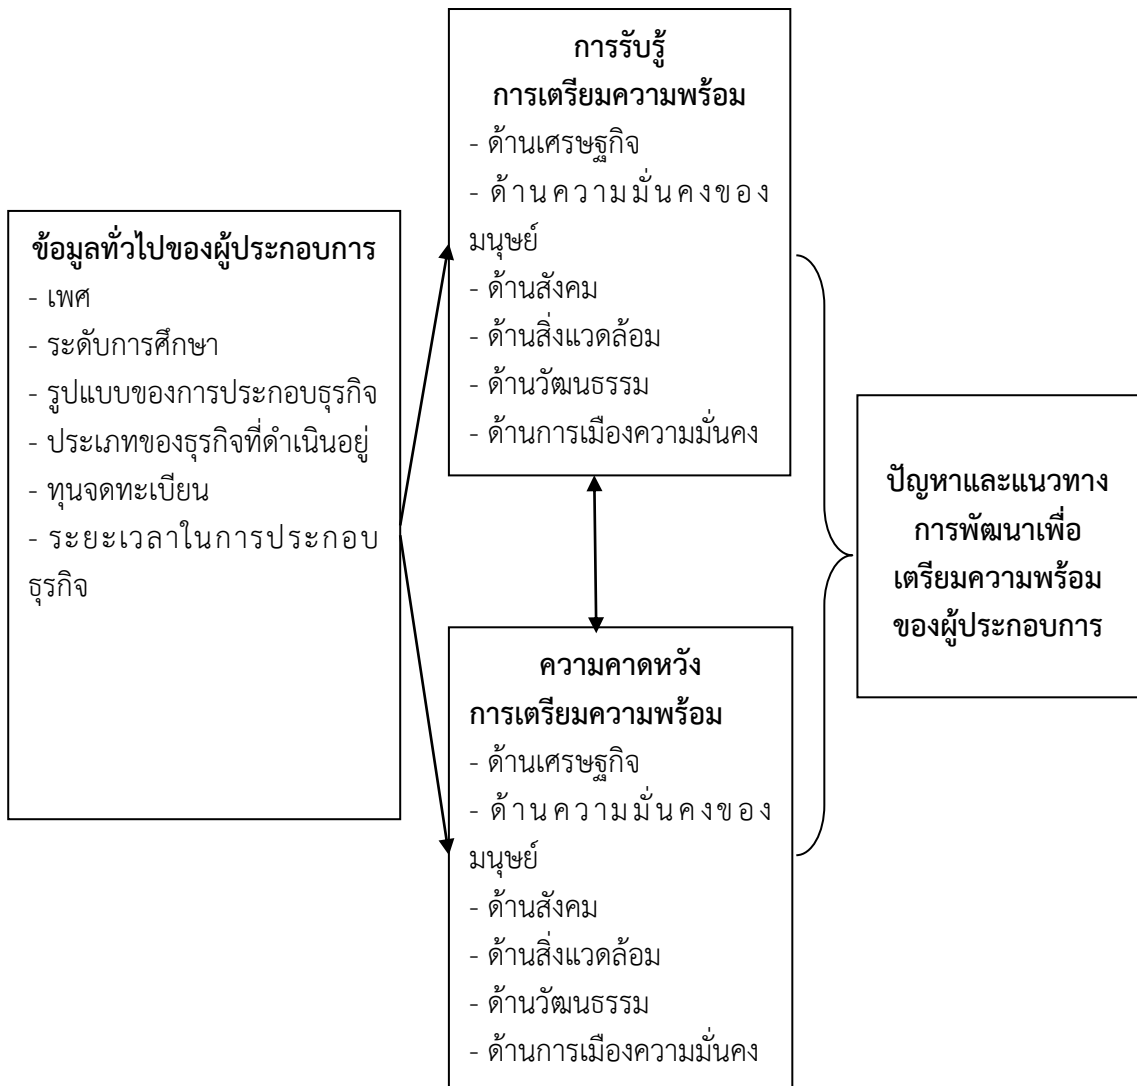 ข้อมูลทั่วไปของผู้ประกอบการ
- เพศ
- ระดับการศึกษา
- รูปแบบของการประกอบธุรกิจ
- ประเภทของธุรกิจที่ดำเนินอยู่
- ทุนจดทะเบียน
- ระยะเวลาในการประกอบ
ธุรกิจ
การรับรู้
การเตรียมความพร้อม
- ด้านเศรษฐกิจ
- ด้านความมั่นคงของ
มนุษย์
- ด้านสังคม
- ด้านสิ่งแวดล้อม
- ด้านวัฒนธรรม
- ด้านการเมืองความมั่นคง
ความคาดหวัง
การเตรียมความพร้อม
- ด้านเศรษฐกิจ
- ด้านความมั่นคงของ
มนุษย์
- ด้านสังคม
- ด้านสิ่งแวดล้อม
- ด้านวัฒนธรรม
- ด้านการเมืองความมั่นคง
ปัญหาและแนวทาง
การพัฒนาเพื่อ
เตรียมความพร้อม
ของผู้ประกอบการ